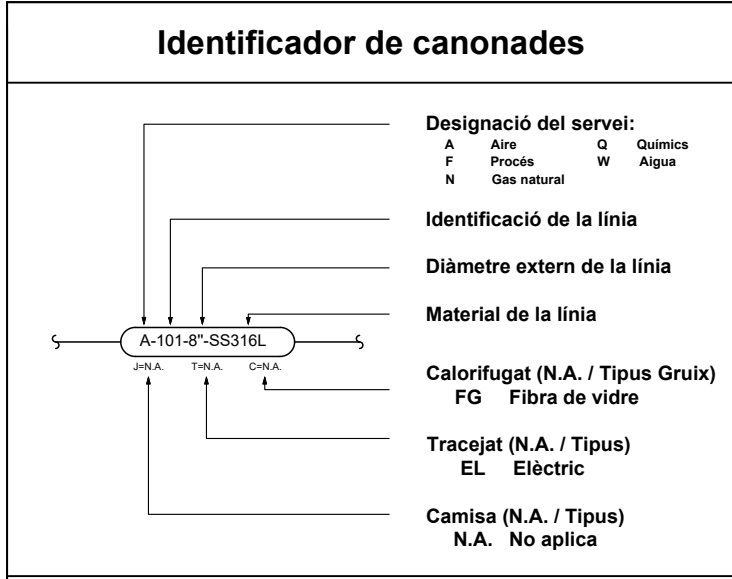 Identificador de canonades
Designació del servei:
A Aire Q Químics
F Procés W Aigua
N Gas natural
Identificació de la línia
Diàmetre extern de la línia
Material de la línia
A-101-8"-SS316L
J=N.A. T=N.A. C=N.A.
Calorifugat (N.A. / Tipus Gruix)
FG Fibra de vidre
Tracejat (N.A. / Tipus)
EL Elèctric
Camisa (N.A. / Tipus)
N.A. No aplica